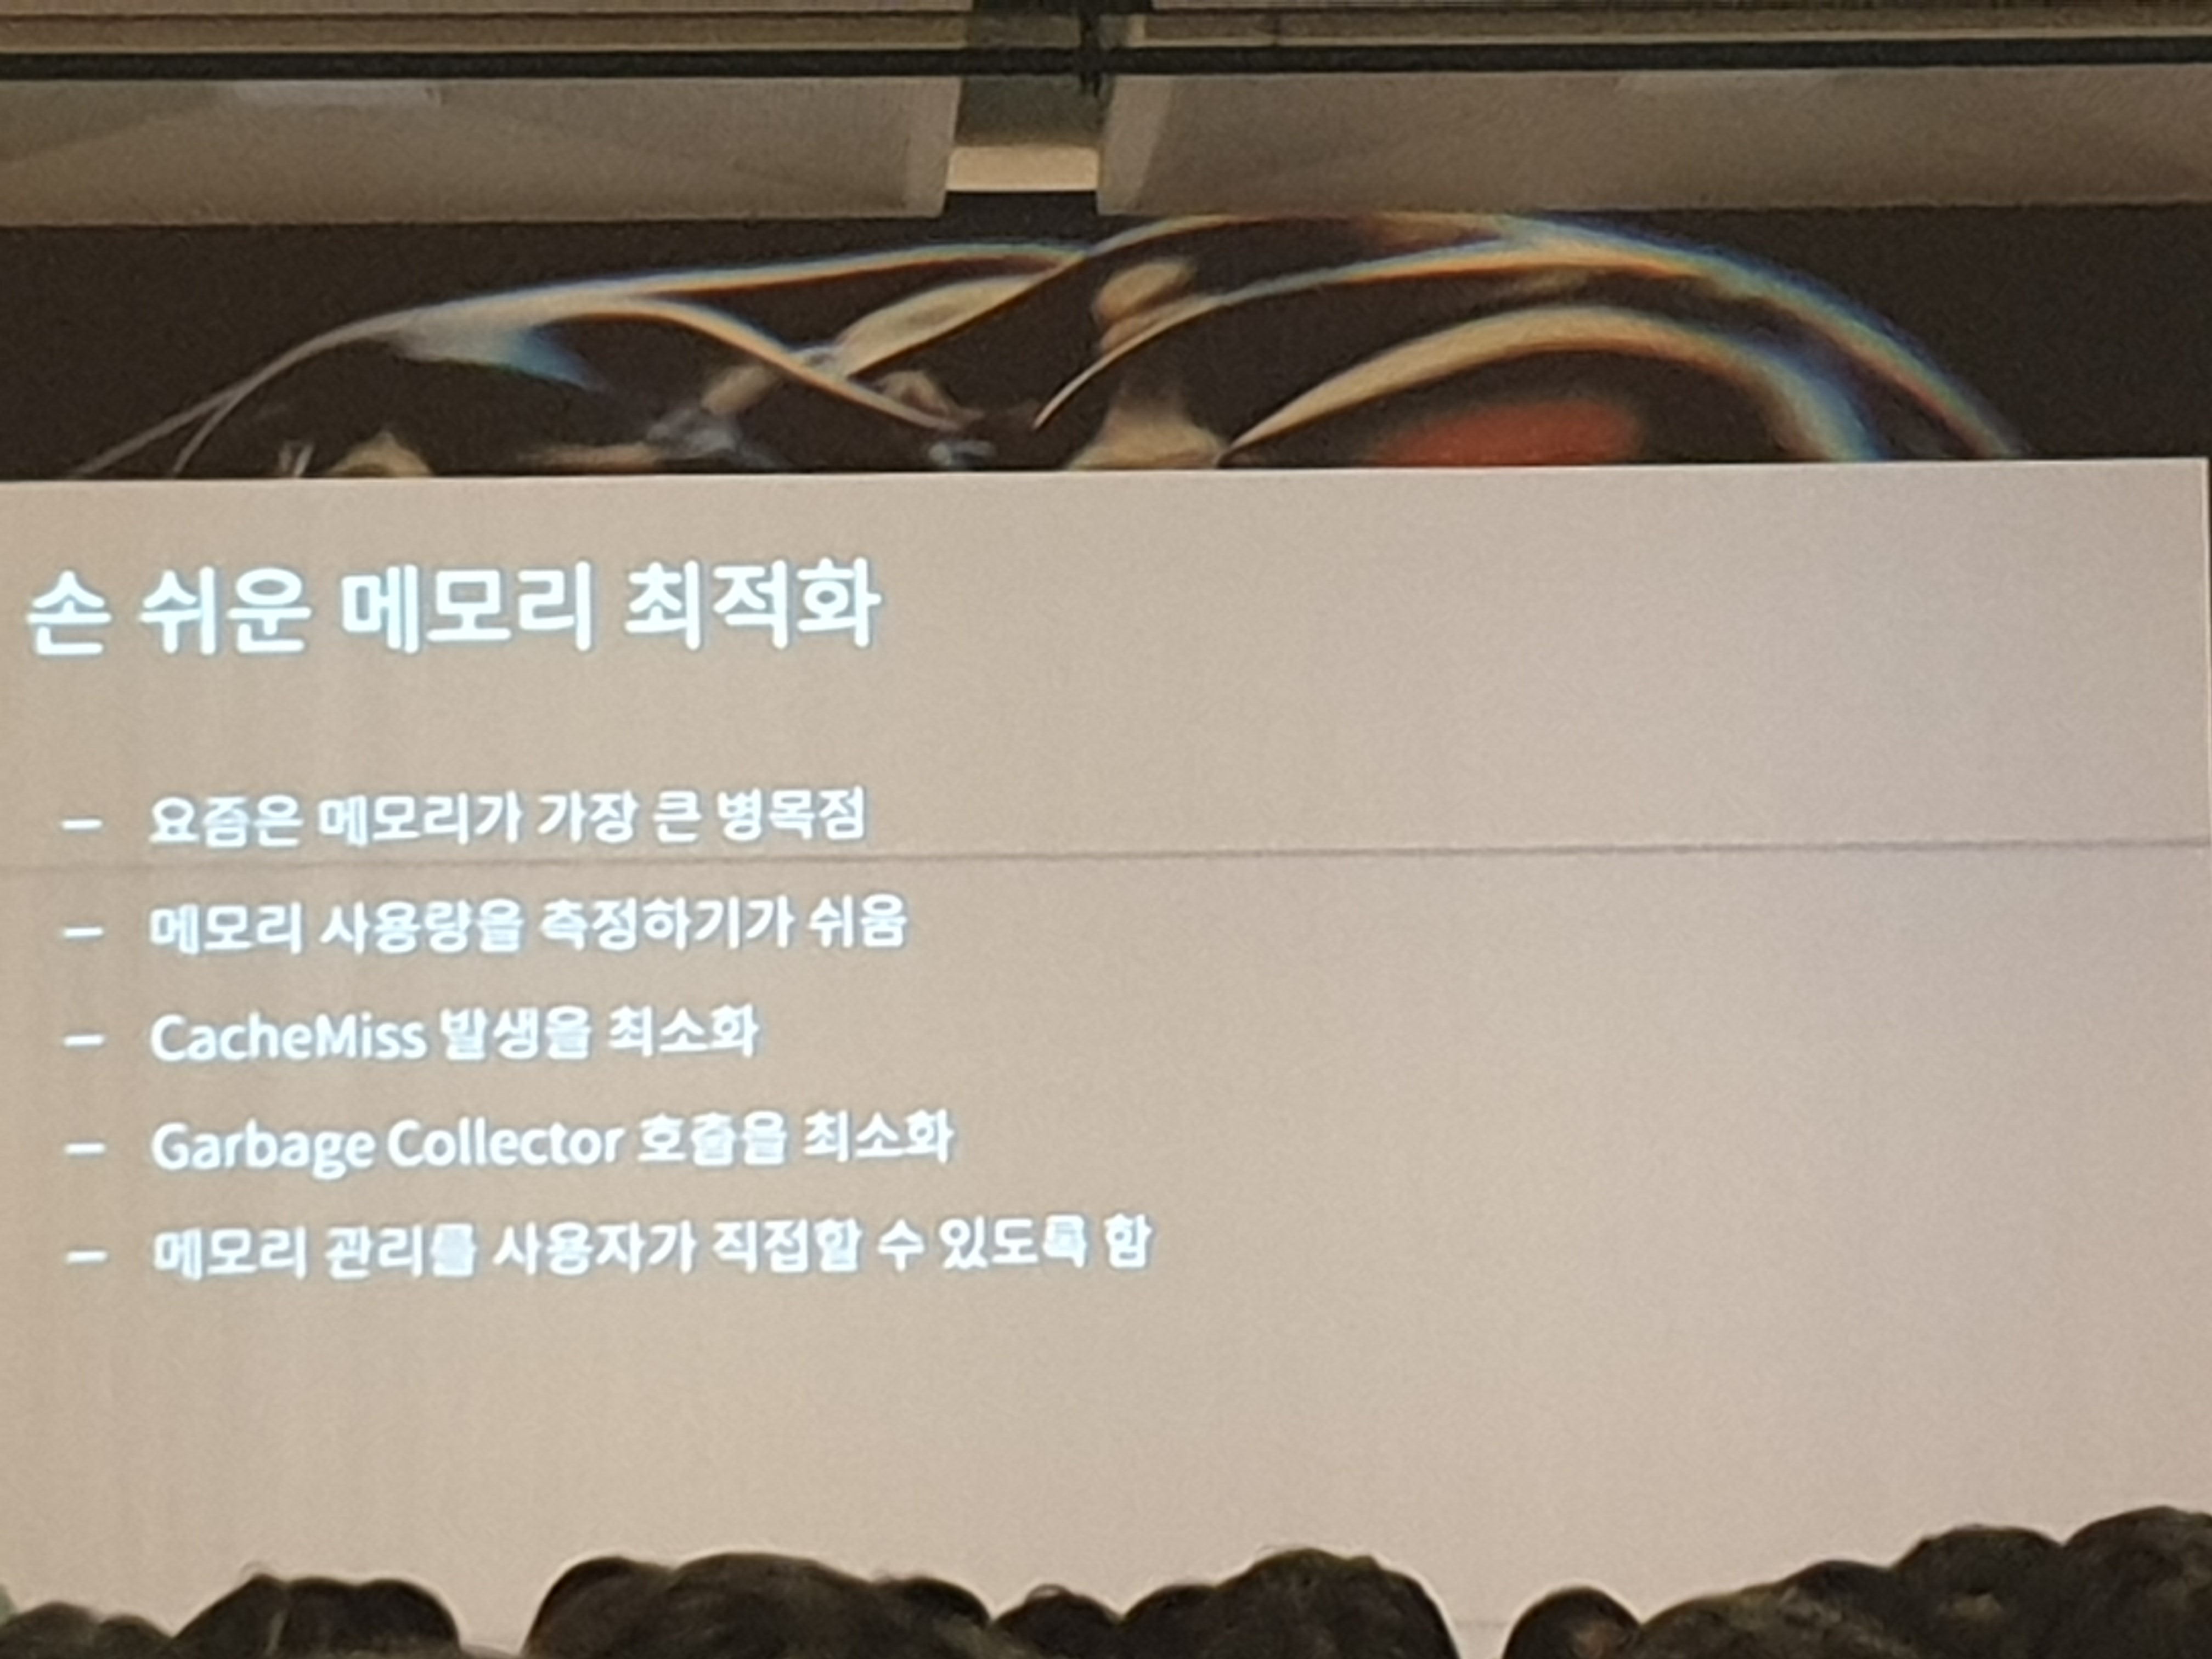 손 쉬운 메모리 최적화
– 요즘은 메모리가 가장 큰 병목점
– 메모리 사용량을 측정하기가 쉬움
– CacheMiss 발생을 최소화
– Garbage Collector 호출을 최소화
– 메모리 관리를 사용자가 직접할 수 있도록 함